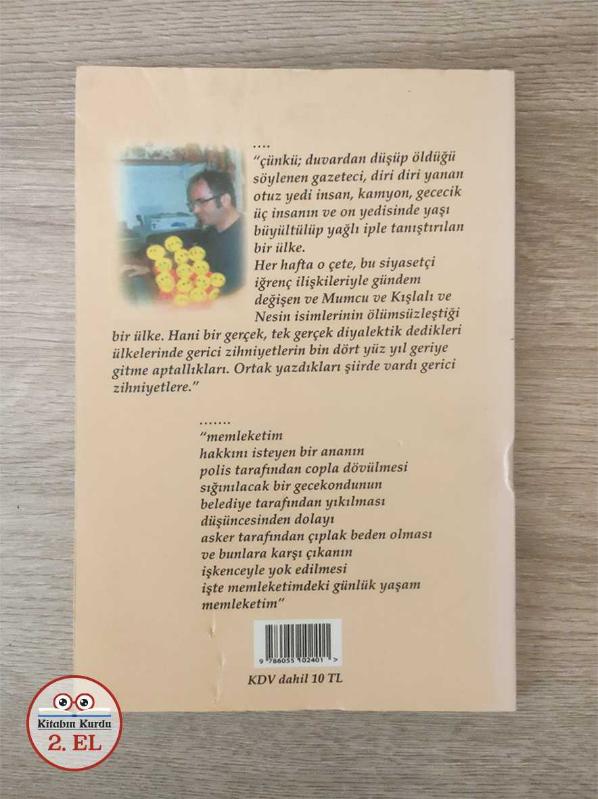 ....
“çünkü; duvardan düşüp öldüğü
söylenen gazeteci, diri diri yanan
otuz yedi insan, kamyon, gececik
üç insanın ve on yedisinde yaşı
büyültülüp yağlı iple tanıştırılan
bir ülke.
Her hafta o çete, bu siyasetçi
iğrenç ilişkileriyle gündem
değişen ve Mumcu ve Kışlalı ve
Nesin isimlerinin ölümsüzleştiği
bir ülke. Hani bir gerçek, tek gerçek diyalektik dedikleri
ülkelerinde gerici zihniyetlerin bin dört yüz yıl geriye
gitme aptallıkları. Ortak yazdıkları şiirde vardı gerici
zihniyetlere.”
.......
“memleketim
hakkını isteyen bir ananın
polis tarafından copla dövülmesi
sığınılacak bir gecekondunun
belediye tarafından yıkılması
düşüncesinden dolayı
asker tarafından çıplak beden olması
ve bunlara karşı çıkanın
işkenceyle yok edilmesi
işte memleketimdeki günlük yaşam
memleketim”
9 786055 102401 >
KDV dahil 10 TL
Kitabın Kurdu
2. EL